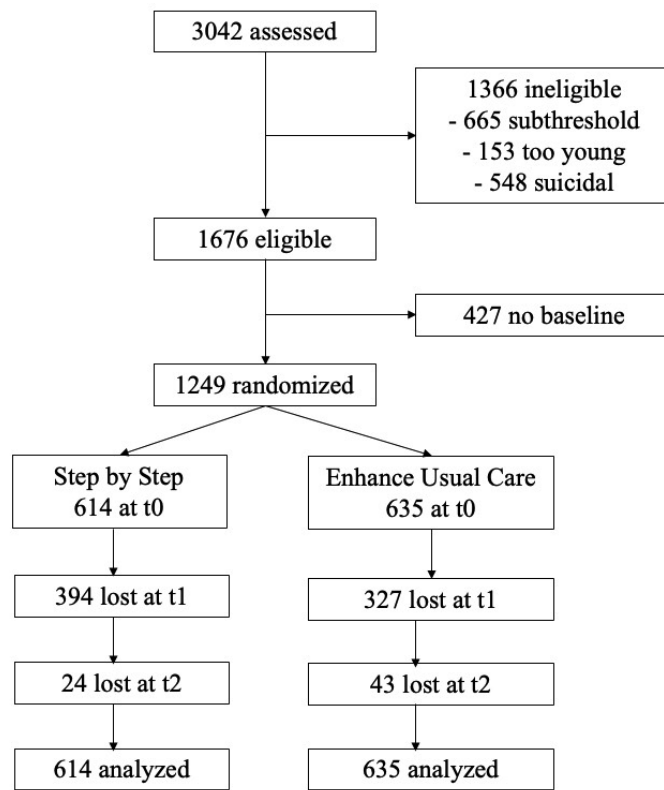 3042 assessed
1366 ineligible
- 665 subthreshold
- 153 too young
- 548 suicidal
1676 eligible
427 no baseline
1249 randomized
Step by Step
614 at t0
Enhance Usual Care
635 at t0
394 lost at t1
327 lost at t1
24 lost at t2
43 lost at t2
614 analyzed
635 analyzed